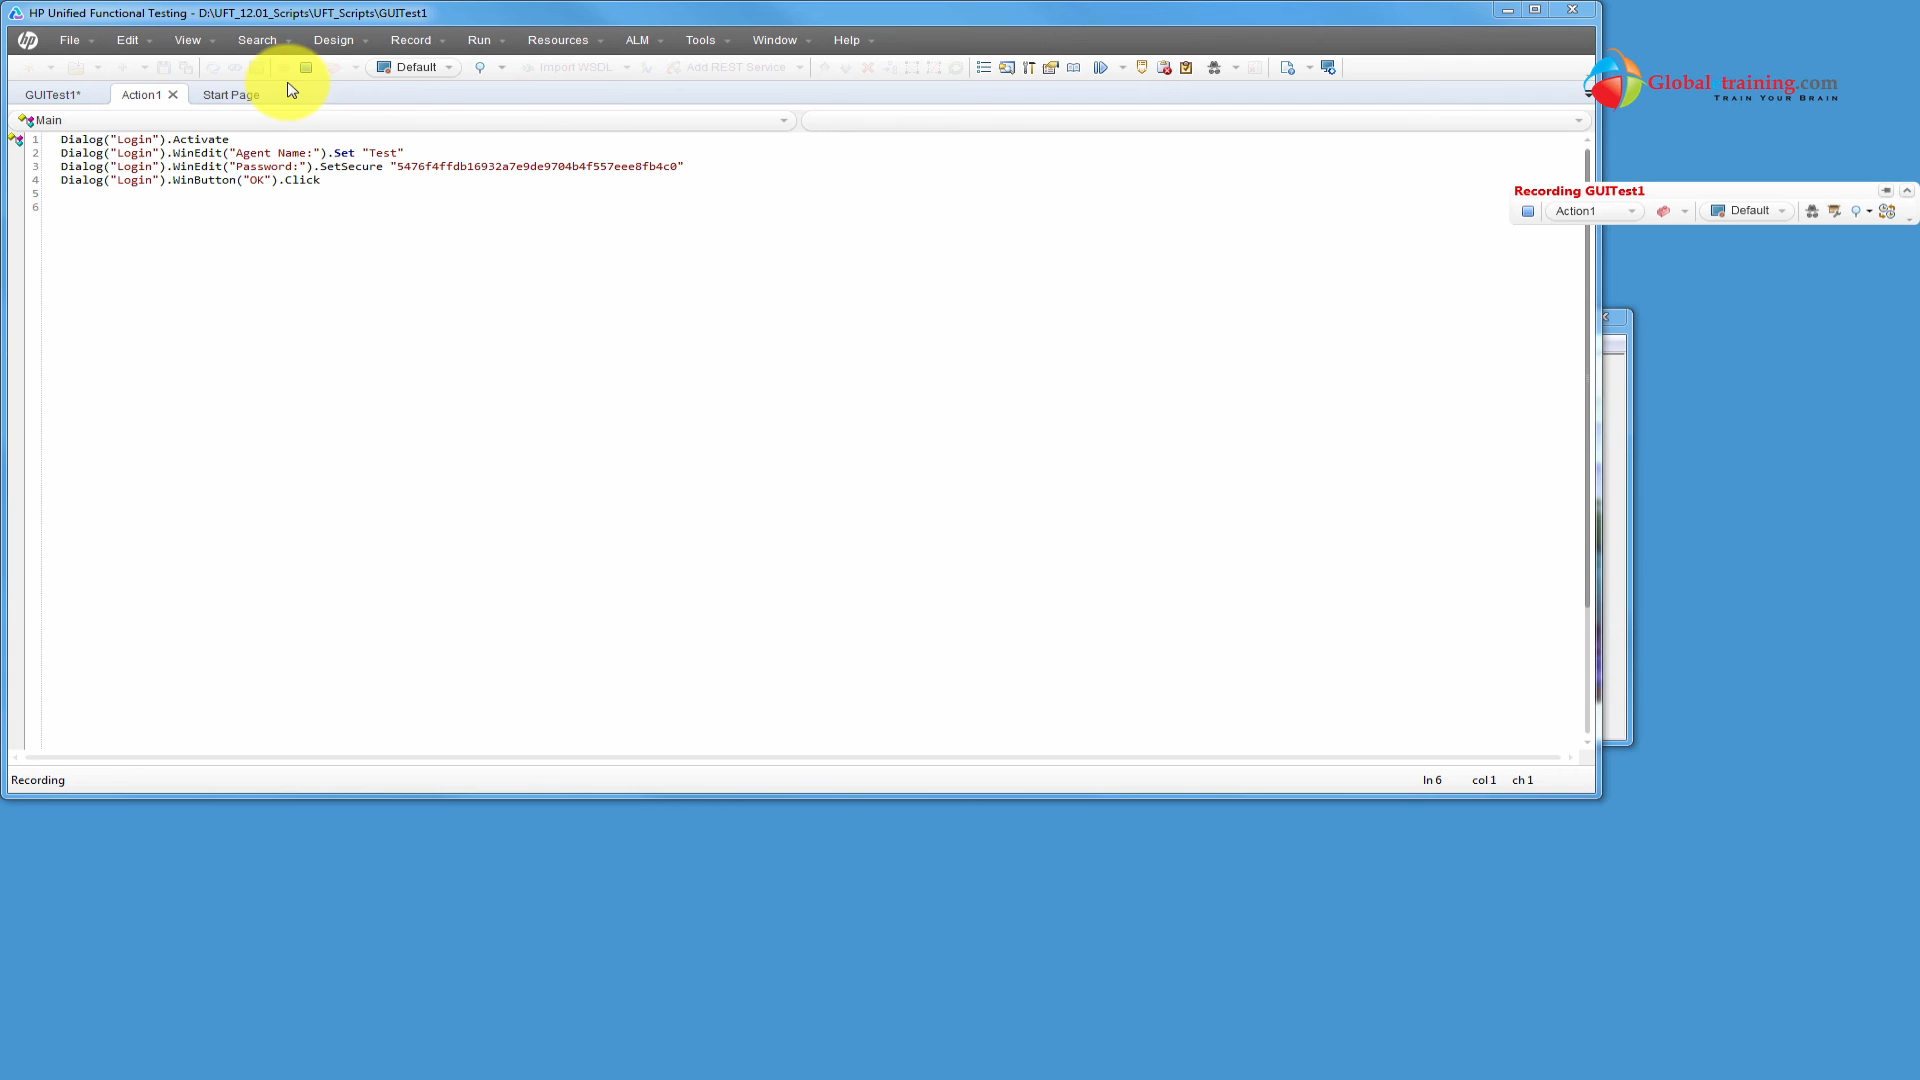 HP Unified Functional Testing - D:\UFT_12.01_Scripts\UFT_Scripts\GUITest1
hp File Edit View Search Design Record Run Resources ALM Tools Window Help
Default Import WSDL Add REST Service
GUITest1* Action1 Start Page
Main
1 Dialog("Login").Activate
2 Dialog("Login").WinEdit("Agent Name:").Set "Test"
3 Dialog("Login").WinEdit("Password:").SetSecure "5476f4ffdb16932a7e9de9704b4f557eee8fb4c0"
4 Dialog("Login").WinButton("OK").Click
5
6
Globaletraining.com
TRAIN YOUR BRAIN
Recording GUITest1
Action1 Default
Recording ln 6 col 1 ch 1